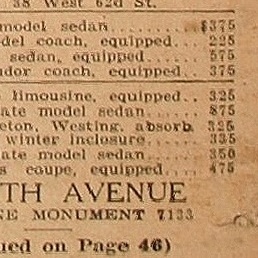 38 West 62d St.
model sedan..........$375
del coach, equipped... 225
sedan, equipped..... 575
udor coach, equipped.. 375
limousine, equipped.. 325
ate model sedan....... 875
eton, Westing. absorb. 325
winter inclosure...... 335
ate model sedan...... 350
s coupe, equipped.... 475
TH AVENUE
NE MONUMENT 7133
ued on Page 46)